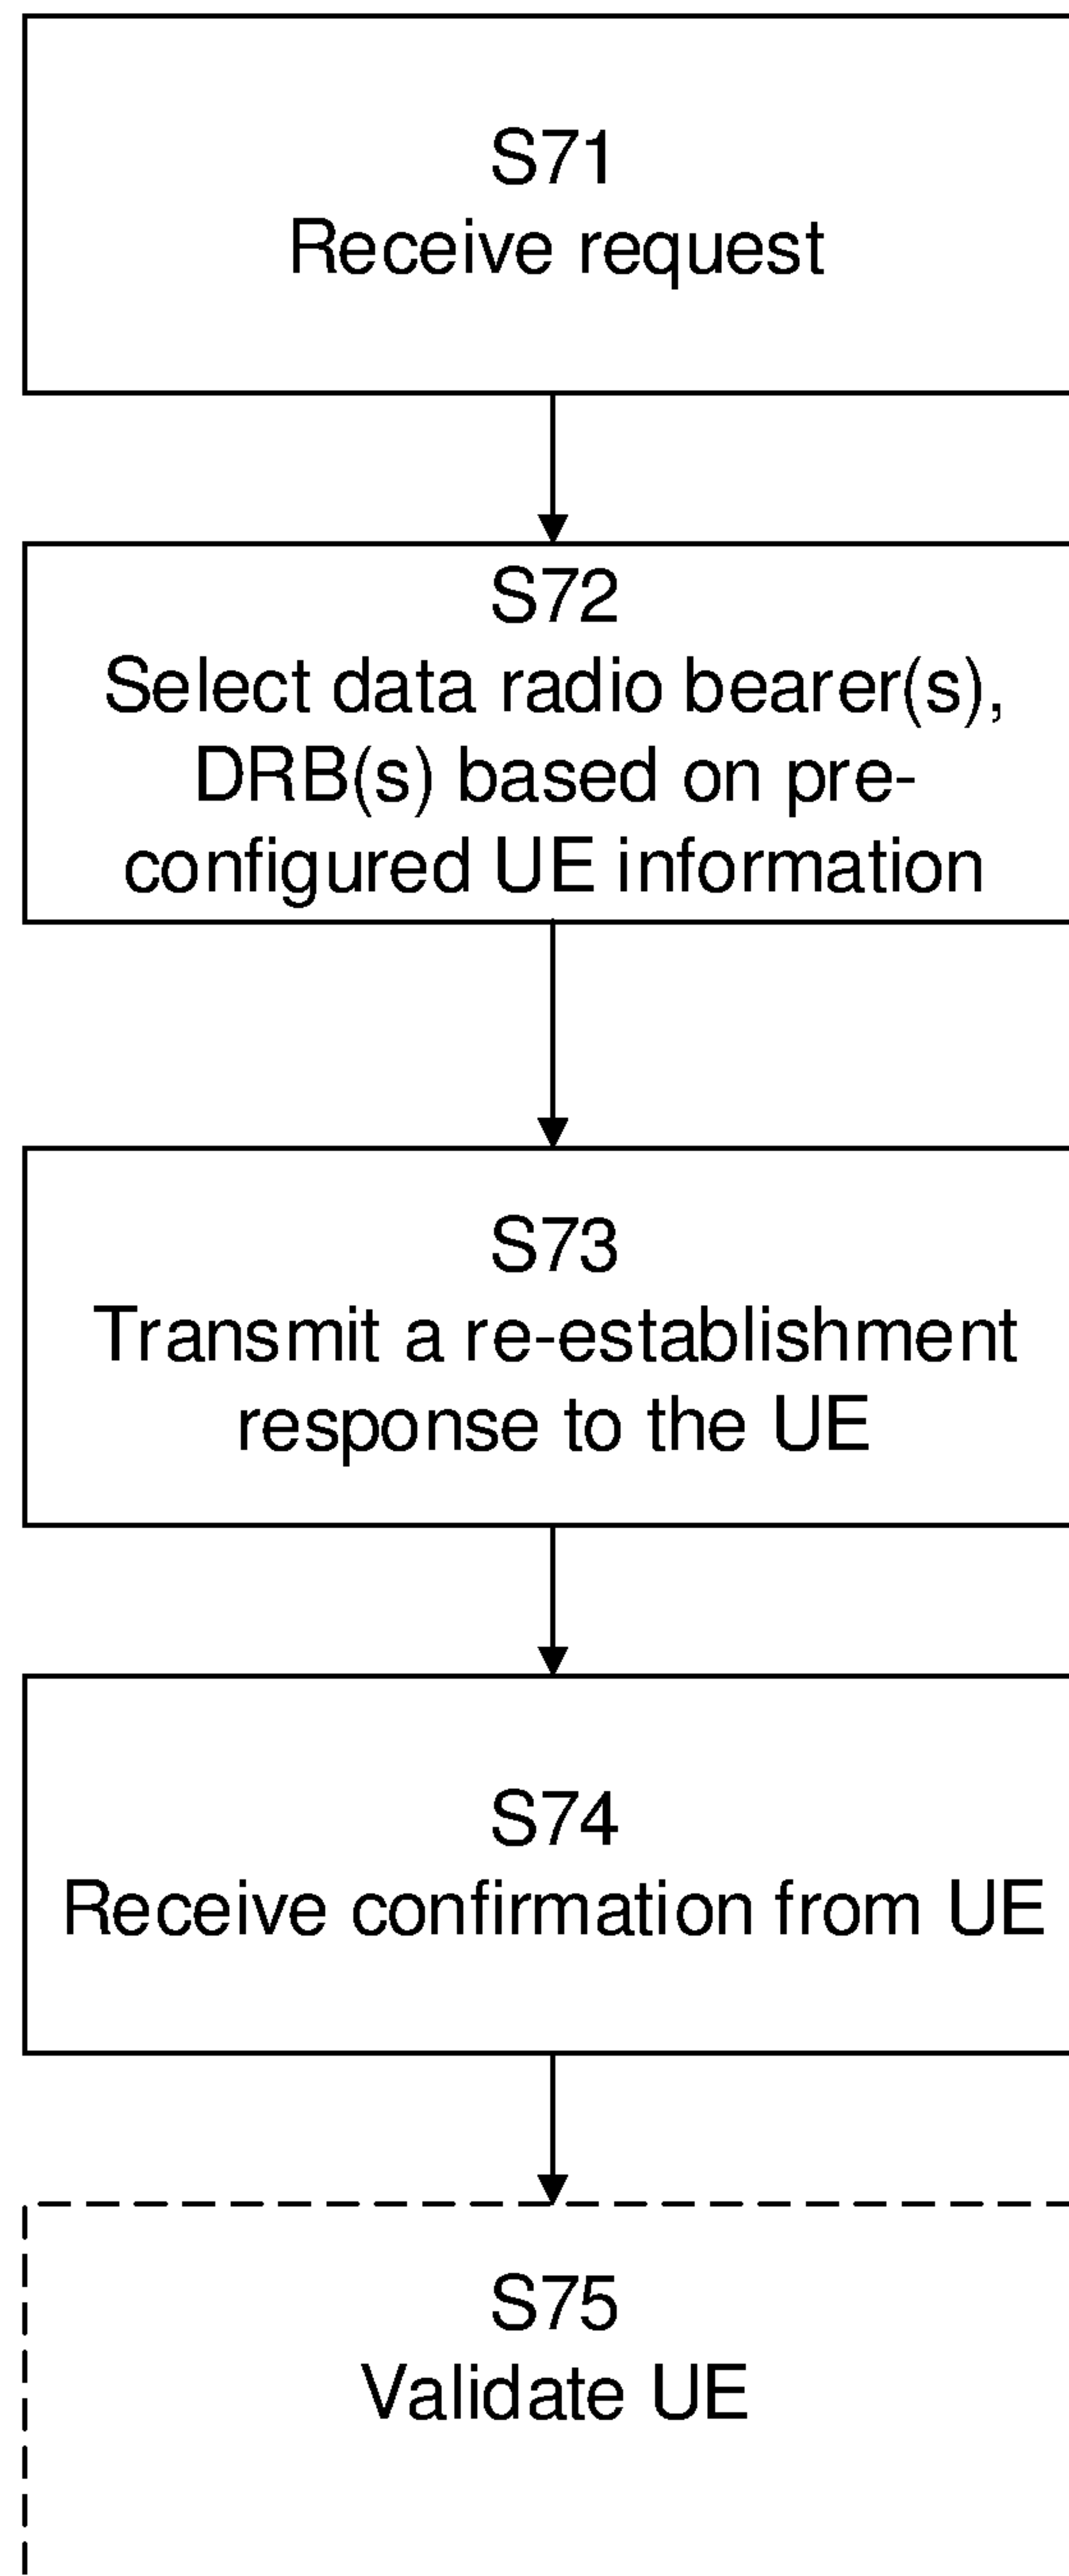 S71
Receive request
S72
Select data radio bearer(s),
DRB(s) based on pre-
configured UE information
S73
Transmit a re-establishment
response to the UE
S74
Receive confirmation from UE
S75
Validate UE